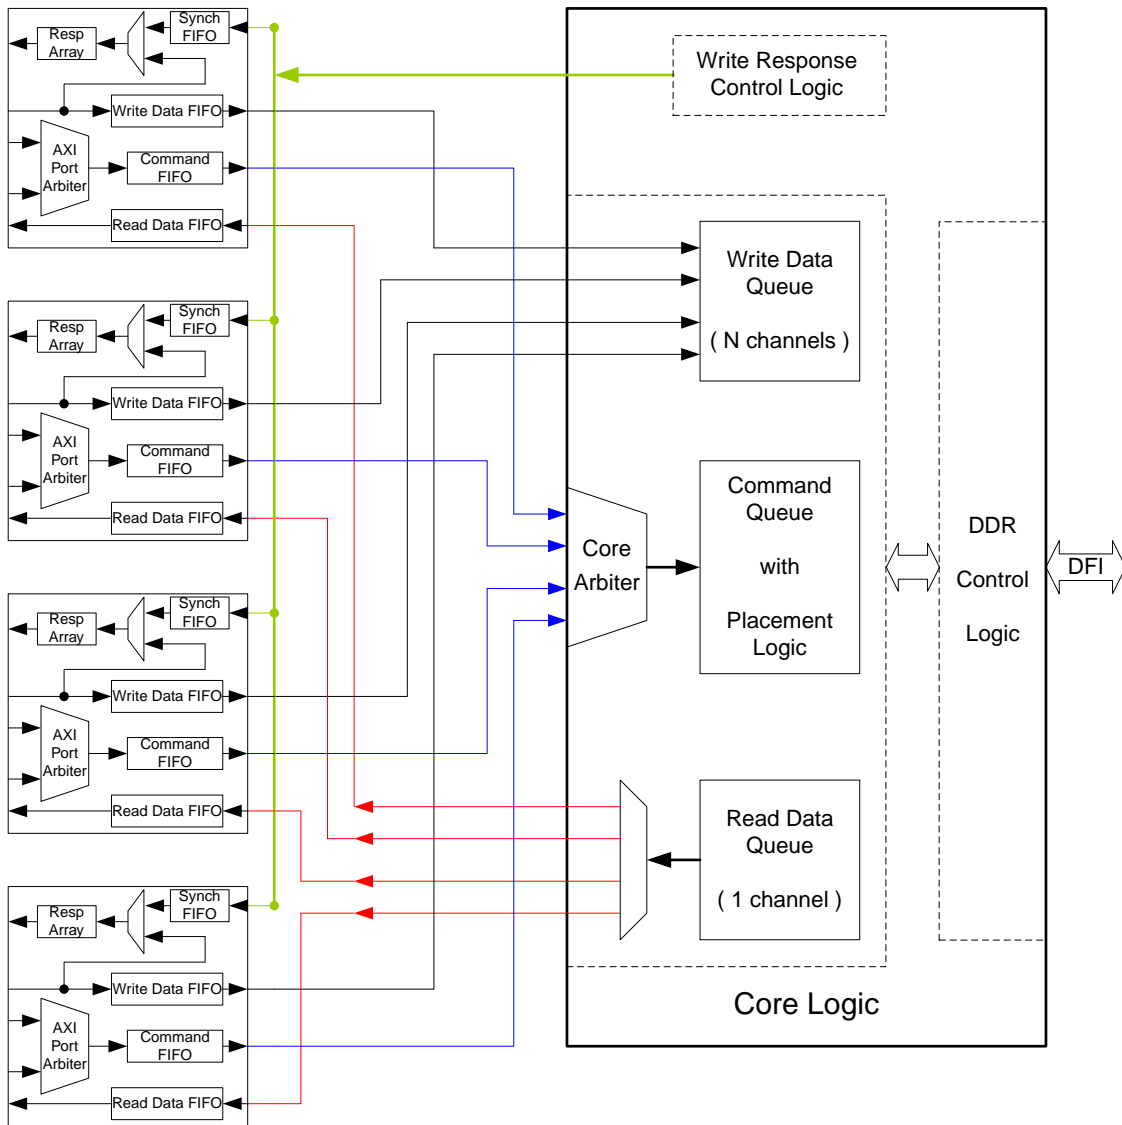 Synch
FIFO
Resp
Array
Write Data FIFO
AXI
Port
Arbiter
Command
FIFO
Read Data FIFO
Synch
FIFO
Resp
Array
Write Data FIFO
AXI
Port
Arbiter
Command
FIFO
Read Data FIFO
Synch
FIFO
Resp
Array
Write Data FIFO
AXI
Port
Arbiter
Command
FIFO
Read Data FIFO
Synch
FIFO
Resp
Array
Write Data FIFO
AXI
Port
Arbiter
Command
FIFO
Read Data FIFO
Write Response
Control Logic
Write Data
Queue
( N channels )
Core
Arbiter
Command
Queue
with
Placement
Logic
Read Data
Queue
( 1 channel )
DDR
Control
Logic
DFI
Core Logic